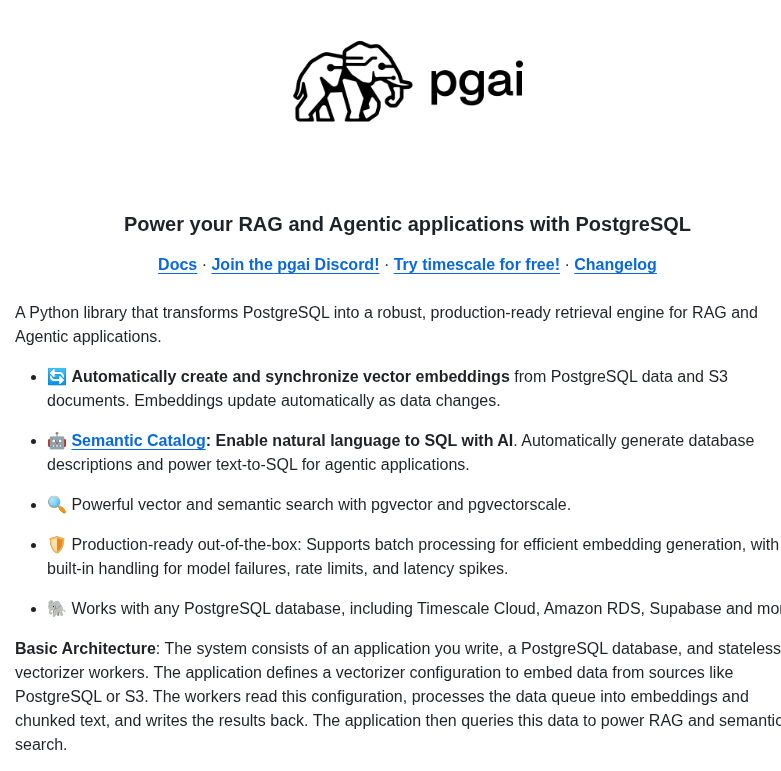 pgai
Power your RAG and Agentic applications with PostgreSQL
Docs · Join the pgai Discord! · Try timescale for free! · Changelog
A Python library that transforms PostgreSQL into a robust, production-ready retrieval engine for RAG and
Agentic applications.
• 🔄 Automatically create and synchronize vector embeddings from PostgreSQL data and S3
documents. Embeddings update automatically as data changes.
• 🤖 Semantic Catalog: Enable natural language to SQL with AI. Automatically generate database
descriptions and power text-to-SQL for agentic applications.
• 🔍 Powerful vector and semantic search with pgvector and pgvectorscale.
• 🛡️ Production-ready out-of-the-box: Supports batch processing for efficient embedding generation, with
built-in handling for model failures, rate limits, and latency spikes.
• 🐘 Works with any PostgreSQL database, including Timescale Cloud, Amazon RDS, Supabase and
Basic Architecture: The system consists of an application you write, a PostgreSQL database, and stateless
vectorizer workers. The application defines a vectorizer configuration to embed data from sources like
PostgreSQL or S3. The workers read this configuration, processes the data queue into embeddings and
chunked text, and writes the results back. The application then queries this data to power RAG and semantic
search.